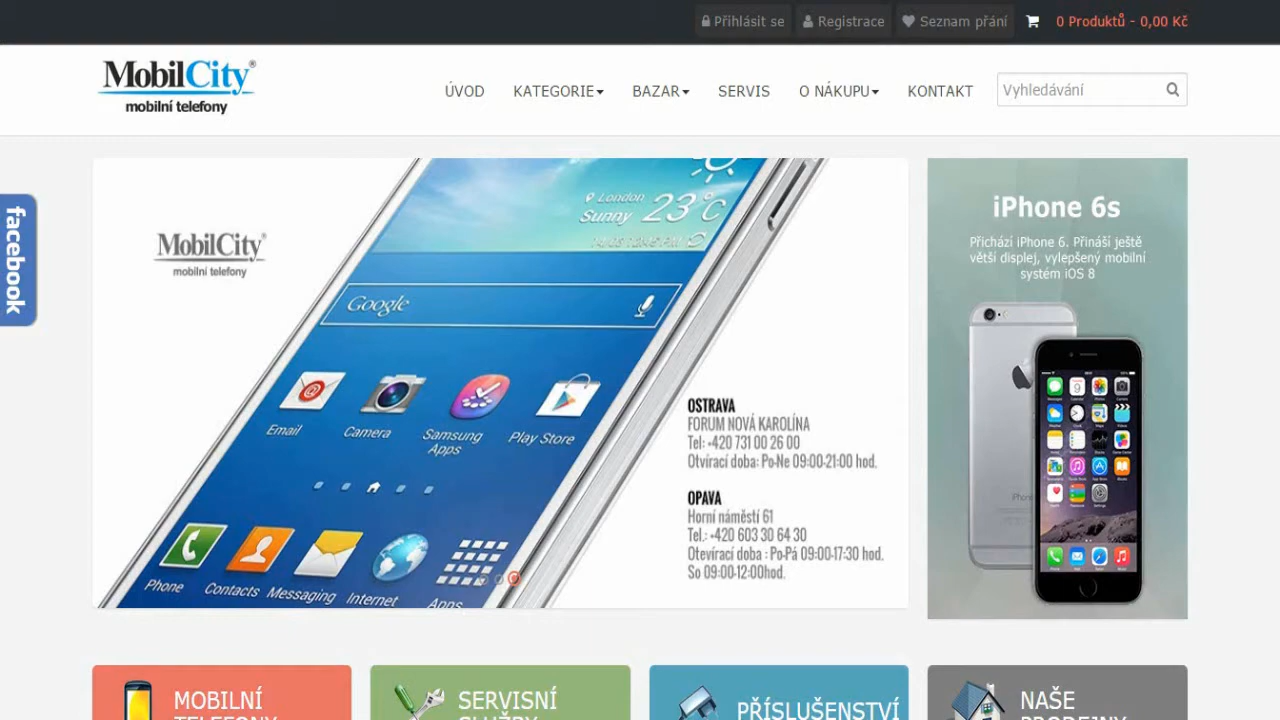 Přihlásit se
Registrace
Seznam přání
0 Produktů - 0,00 Kč
MobilCity®
mobilní telefony
ÚVOD
KATEGORIE
BAZAR
SERVIS
O NÁKUPU
KONTAKT
Vyhledávání
facebook
MobilCity®
mobilní telefony
London
Sunny 23°C
Google
Email
Camera
Samsung Apps
Play Store
Phone
Contacts
Messaging
Internet
Apps
OSTRAVA
FORUM NOVÁ KAROLÍNA
Tel: +420 731 00 26 00
Otvírací doba: Po-Ne 09:00-21:00 hod.
OPAVA
Horní náměstí 61
Tel.: +420 603 30 64 30
Otevírací doba : Po-Pá 09:00-17:30 hod.
So 09:00-12:00hod.
iPhone 6s
Přichází iPhone 6. Přináší ještě
větší displej, vylepšený mobilní
systém iOS 8
iPhone
MOBILNÍ
TELEFONY
SERVISNÍ
SLUŽBY
PŘÍSLUŠENSTVÍ
NAŠE
PRODEJNY